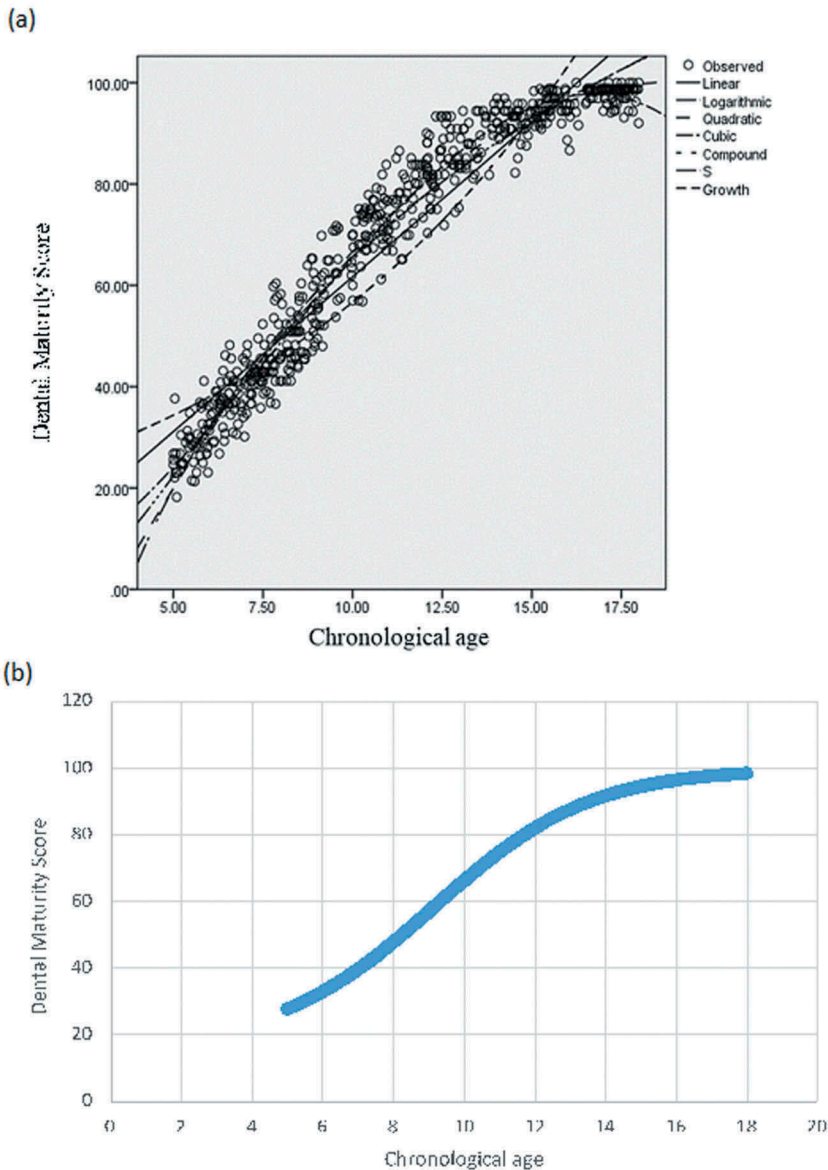 (a)
100.00
80.00
60.00
40.00
20.00
.00
Dental Maturity Score
5.00 7.50 10.00 12.50 15.00 17.50
Chronological age
Observed
Linear
Logarithmic
Quadratic
Cubic
Compound
S
Growth
(b)
120
100
80
60
40
20
0
Dental Maturity Score
0 2 4 6 8 10 12 14 16 18 20
Chronological age